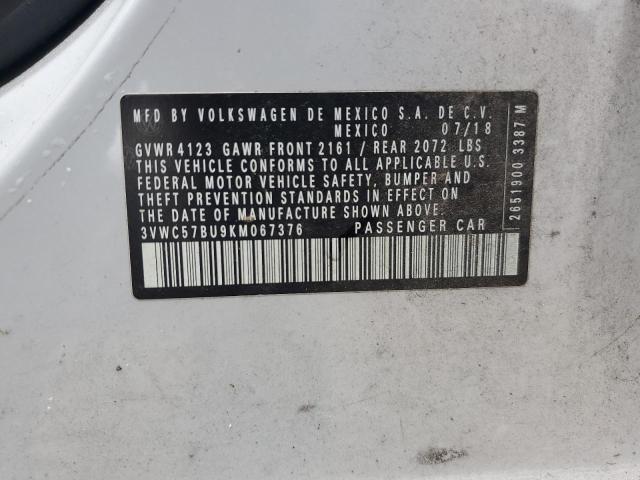 MFD BY VOLKSWAGEN DE MEXICO S.A. DE C.V.
MEXICO 07/18
GVWR 4123 GAWR FRONT 2161 / REAR 2072 LBS
THIS VEHICLE CONFORMS TO ALL APPLICABLE U.S.
FEDERAL MOTOR VEHICLE SAFETY, BUMPER AND
THEFT PREVENTION STANDARDS IN EFFECT ON
THE DATE OF MANUFACTURE SHOWN ABOVE.
3VWC57BU9KM067376 PASSENGER CAR
2651900 3387 M